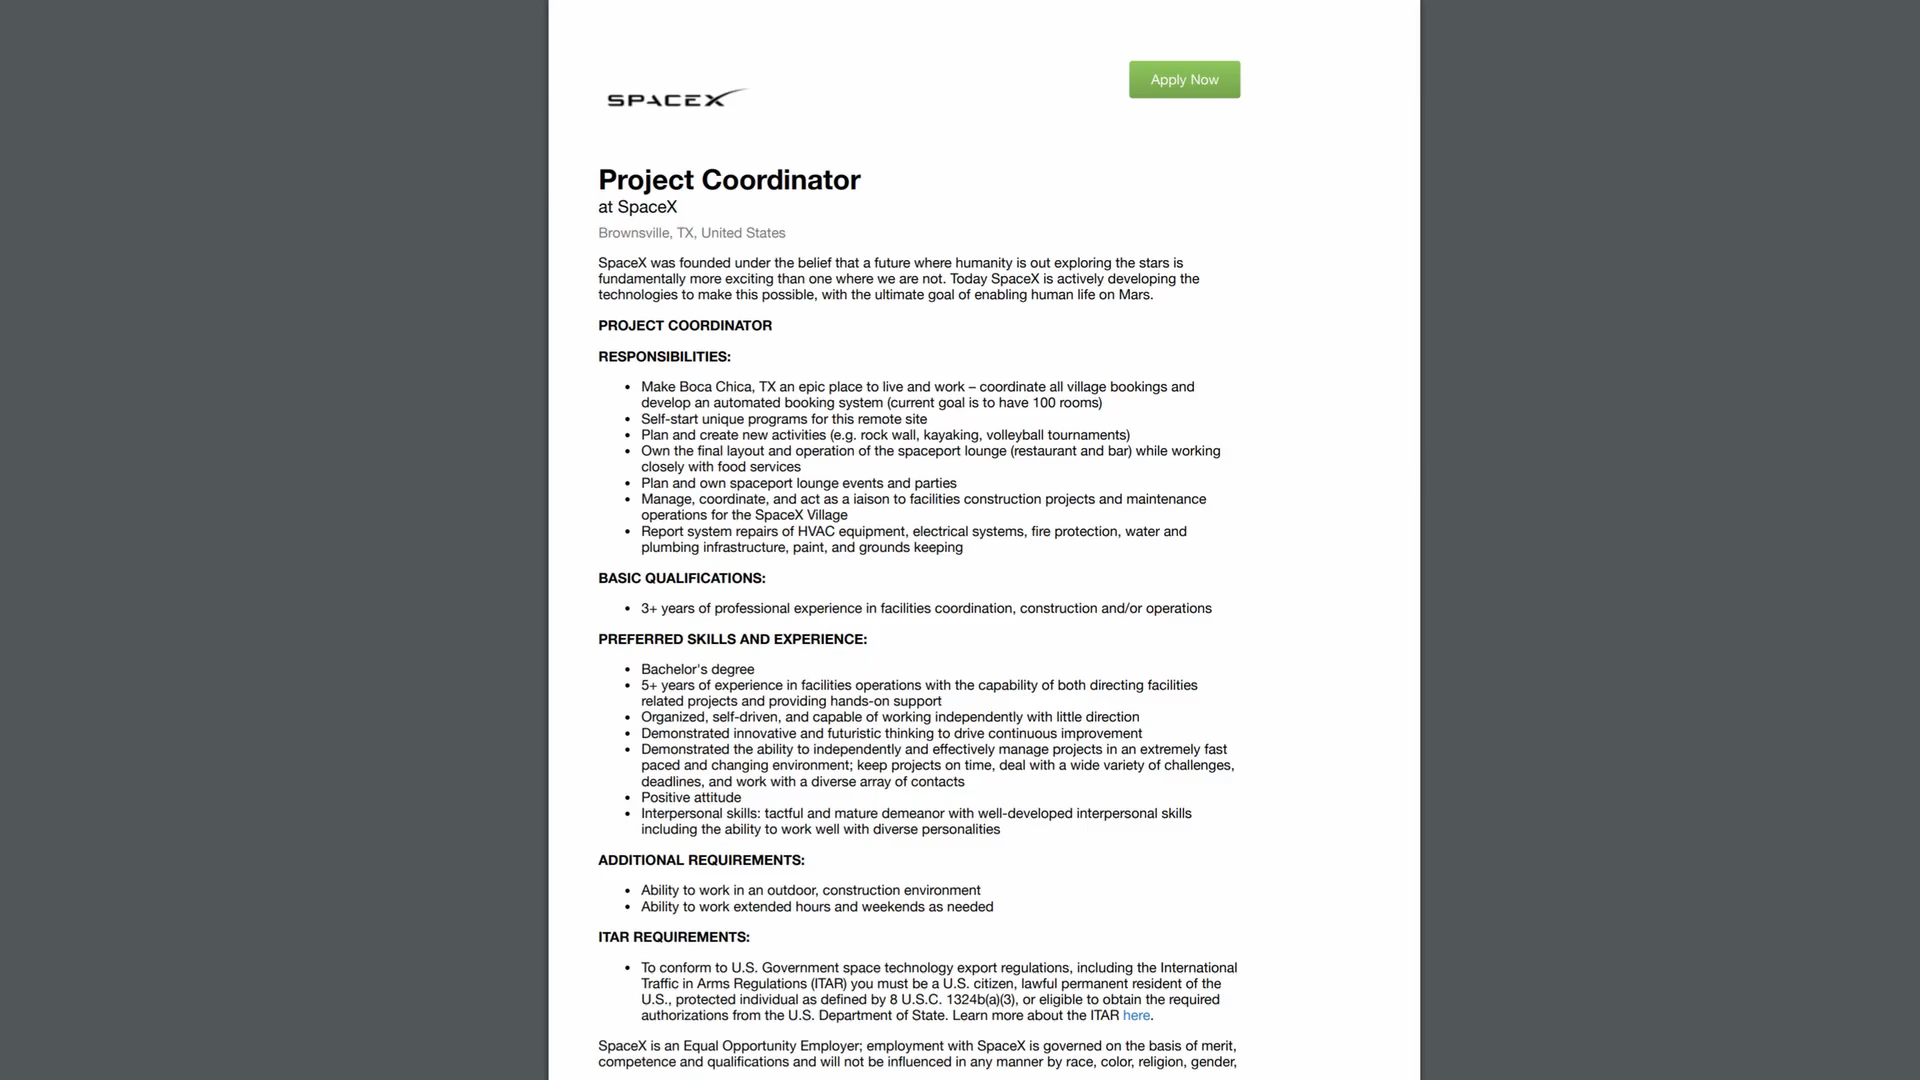 Apply Now
SPACEX
Project Coordinator
at SpaceX
Brownsville, TX, United States
SpaceX was founded under the belief that a future where humanity is out exploring the stars is
fundamentally more exciting than one where we are not. Today SpaceX is actively developing the
technologies to make this possible, with the ultimate goal of enabling human life on Mars.
PROJECT COORDINATOR
RESPONSIBILITIES:
• Make Boca Chica, TX an epic place to live and work – coordinate all village bookings and
develop an automated booking system (current goal is to have 100 rooms)
• Self-start unique programs for this remote site
• Plan and create new activities (e.g. rock wall, kayaking, volleyball tournaments)
• Own the final layout and operation of the spaceport lounge (restaurant and bar) while working
closely with food services
• Plan and own spaceport lounge events and parties
• Manage, coordinate, and act as a iaison to facilities construction projects and maintenance
operations for the SpaceX Village
• Report system repairs of HVAC equipment, electrical systems, fire protection, water and
plumbing infrastructure, paint, and grounds keeping
BASIC QUALIFICATIONS:
• 3+ years of professional experience in facilities coordination, construction and/or operations
PREFERRED SKILLS AND EXPERIENCE:
• Bachelor's degree
• 5+ years of experience in facilities operations with the capability of both directing facilities
related projects and providing hands-on support
• Organized, self-driven, and capable of working independently with little direction
• Demonstrated innovative and futuristic thinking to drive continuous improvement
• Demonstrated the ability to independently and effectively manage projects in an extremely fast
paced and changing environment; keep projects on time, deal with a wide variety of challenges,
deadlines, and work with a diverse array of contacts
• Positive attitude
• Interpersonal skills: tactful and mature demeanor with well-developed interpersonal skills
including the ability to work well with diverse personalities
ADDITIONAL REQUIREMENTS:
• Ability to work in an outdoor, construction environment
• Ability to work extended hours and weekends as needed
ITAR REQUIREMENTS:
• To conform to U.S. Government space technology export regulations, including the International
Traffic in Arms Regulations (ITAR) you must be a U.S. citizen, lawful permanent resident of the
U.S., protected individual as defined by 8 U.S.C. 1324b(a)(3), or eligible to obtain the required
authorizations from the U.S. Department of State. Learn more about the ITAR here.
SpaceX is an Equal Opportunity Employer; employment with SpaceX is governed on the basis of merit,
competence and qualifications and will not be influenced in any manner by race, color, religion, gender,